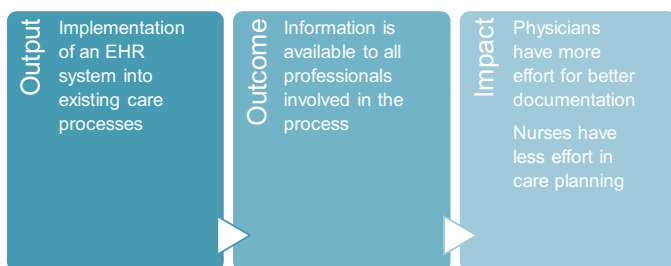 Output
Implementation
of an EHR
system into
existing care
processes
Outcome
Information is
available to all
professionals
involved in the
process
Impact
Physicians
have more
effort for better
documentation
Nurses have
less effort in
care planning